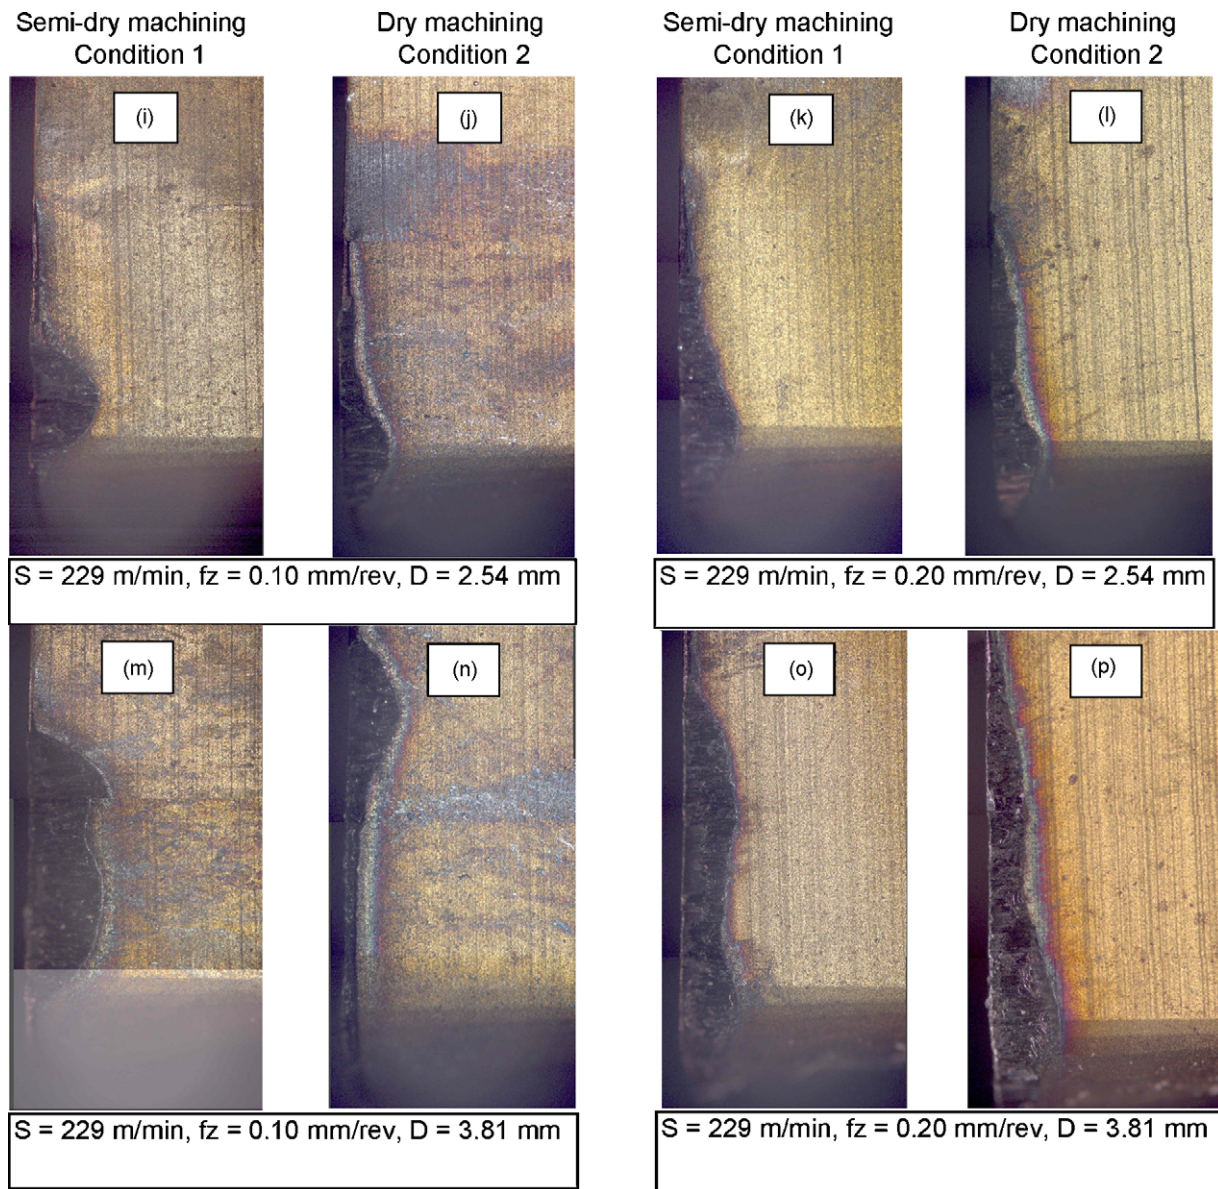 Semi-dry machining
Condition 1
Dry machining
Condition 2
Semi-dry machining
Condition 1
Dry machining
Condition 2
(i)
(j)
(k)
(l)
S = 229 m/min, fz = 0.10 mm/rev, D = 2.54 mm
S = 229 m/min, fz = 0.20 mm/rev, D = 2.54 mm
(m)
(n)
(o)
(p)
S = 229 m/min, fz = 0.10 mm/rev, D = 3.81 mm
S = 229 m/min, fz = 0.20 mm/rev, D = 3.81 mm